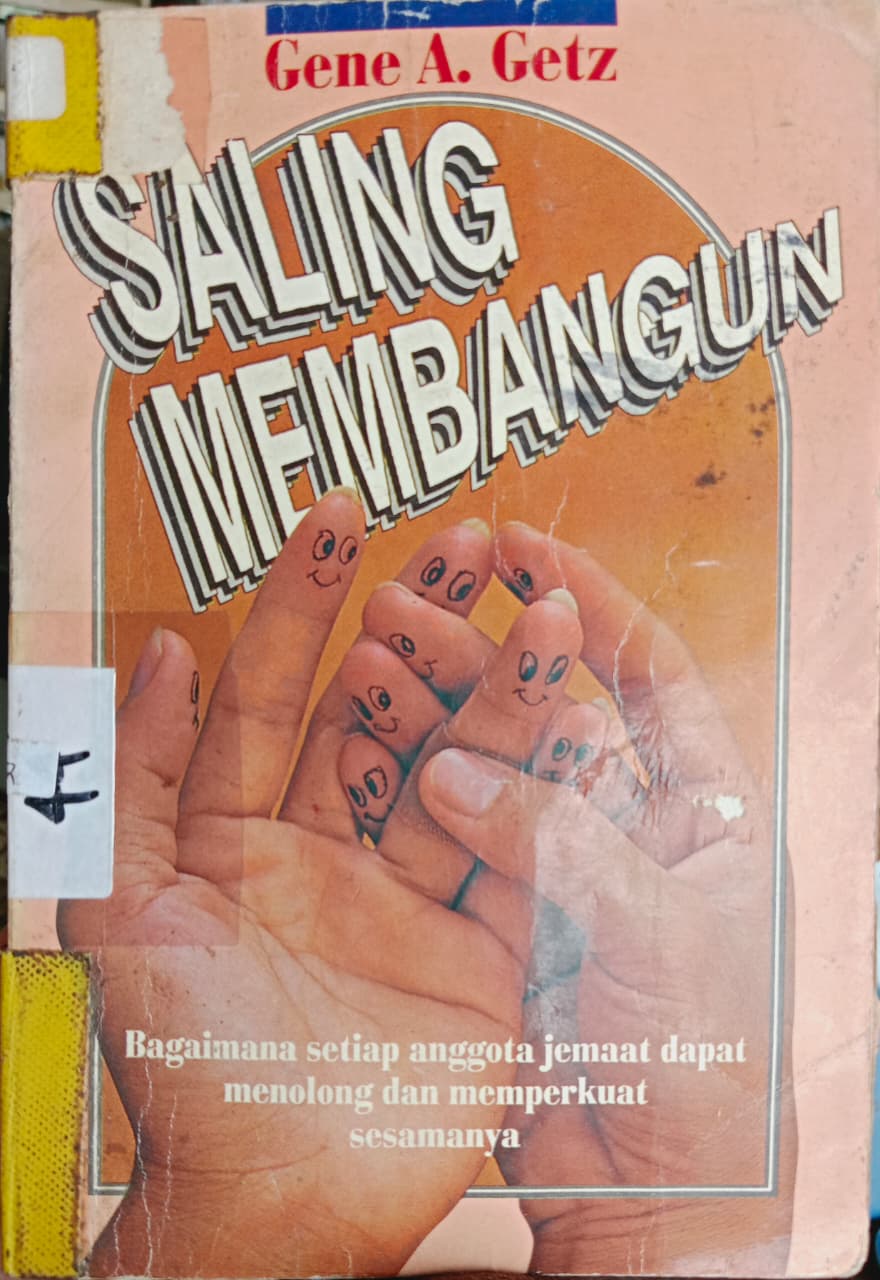 Gene A. Getz
SALING
MEMBANGUN
Bagaimana setiap anggota jemaat dapat
menolong dan memperkuat
sesamanya